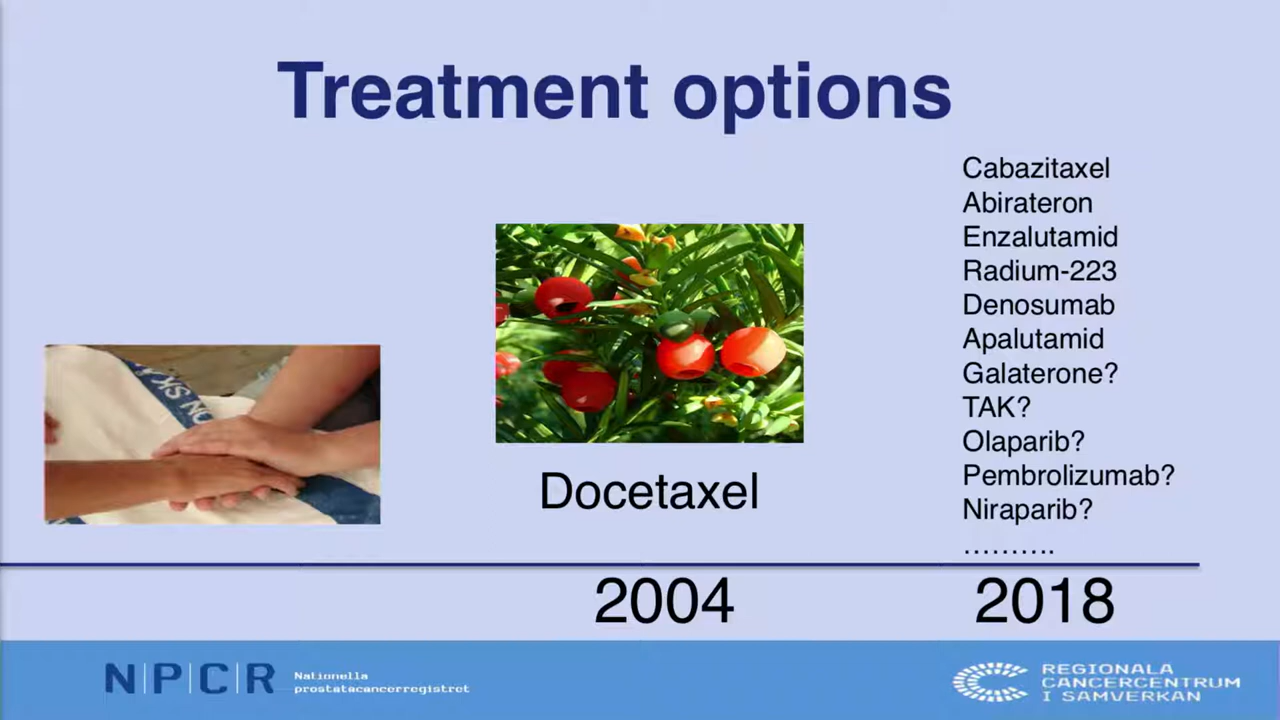 Treatment options
Cabazitaxel
Abirateron
Enzalutamid
Radium-223
Denosumab
Apalutamid
Galaterone?
TAK?
Olaparib?
Pembrolizumab?
Niraparib?
……….
Docetaxel
2004
2018
N|P|C|R
Nationella
prostatacancerregistret
REGIONALA
CANCERCENTRUM
I SAMVERKAN